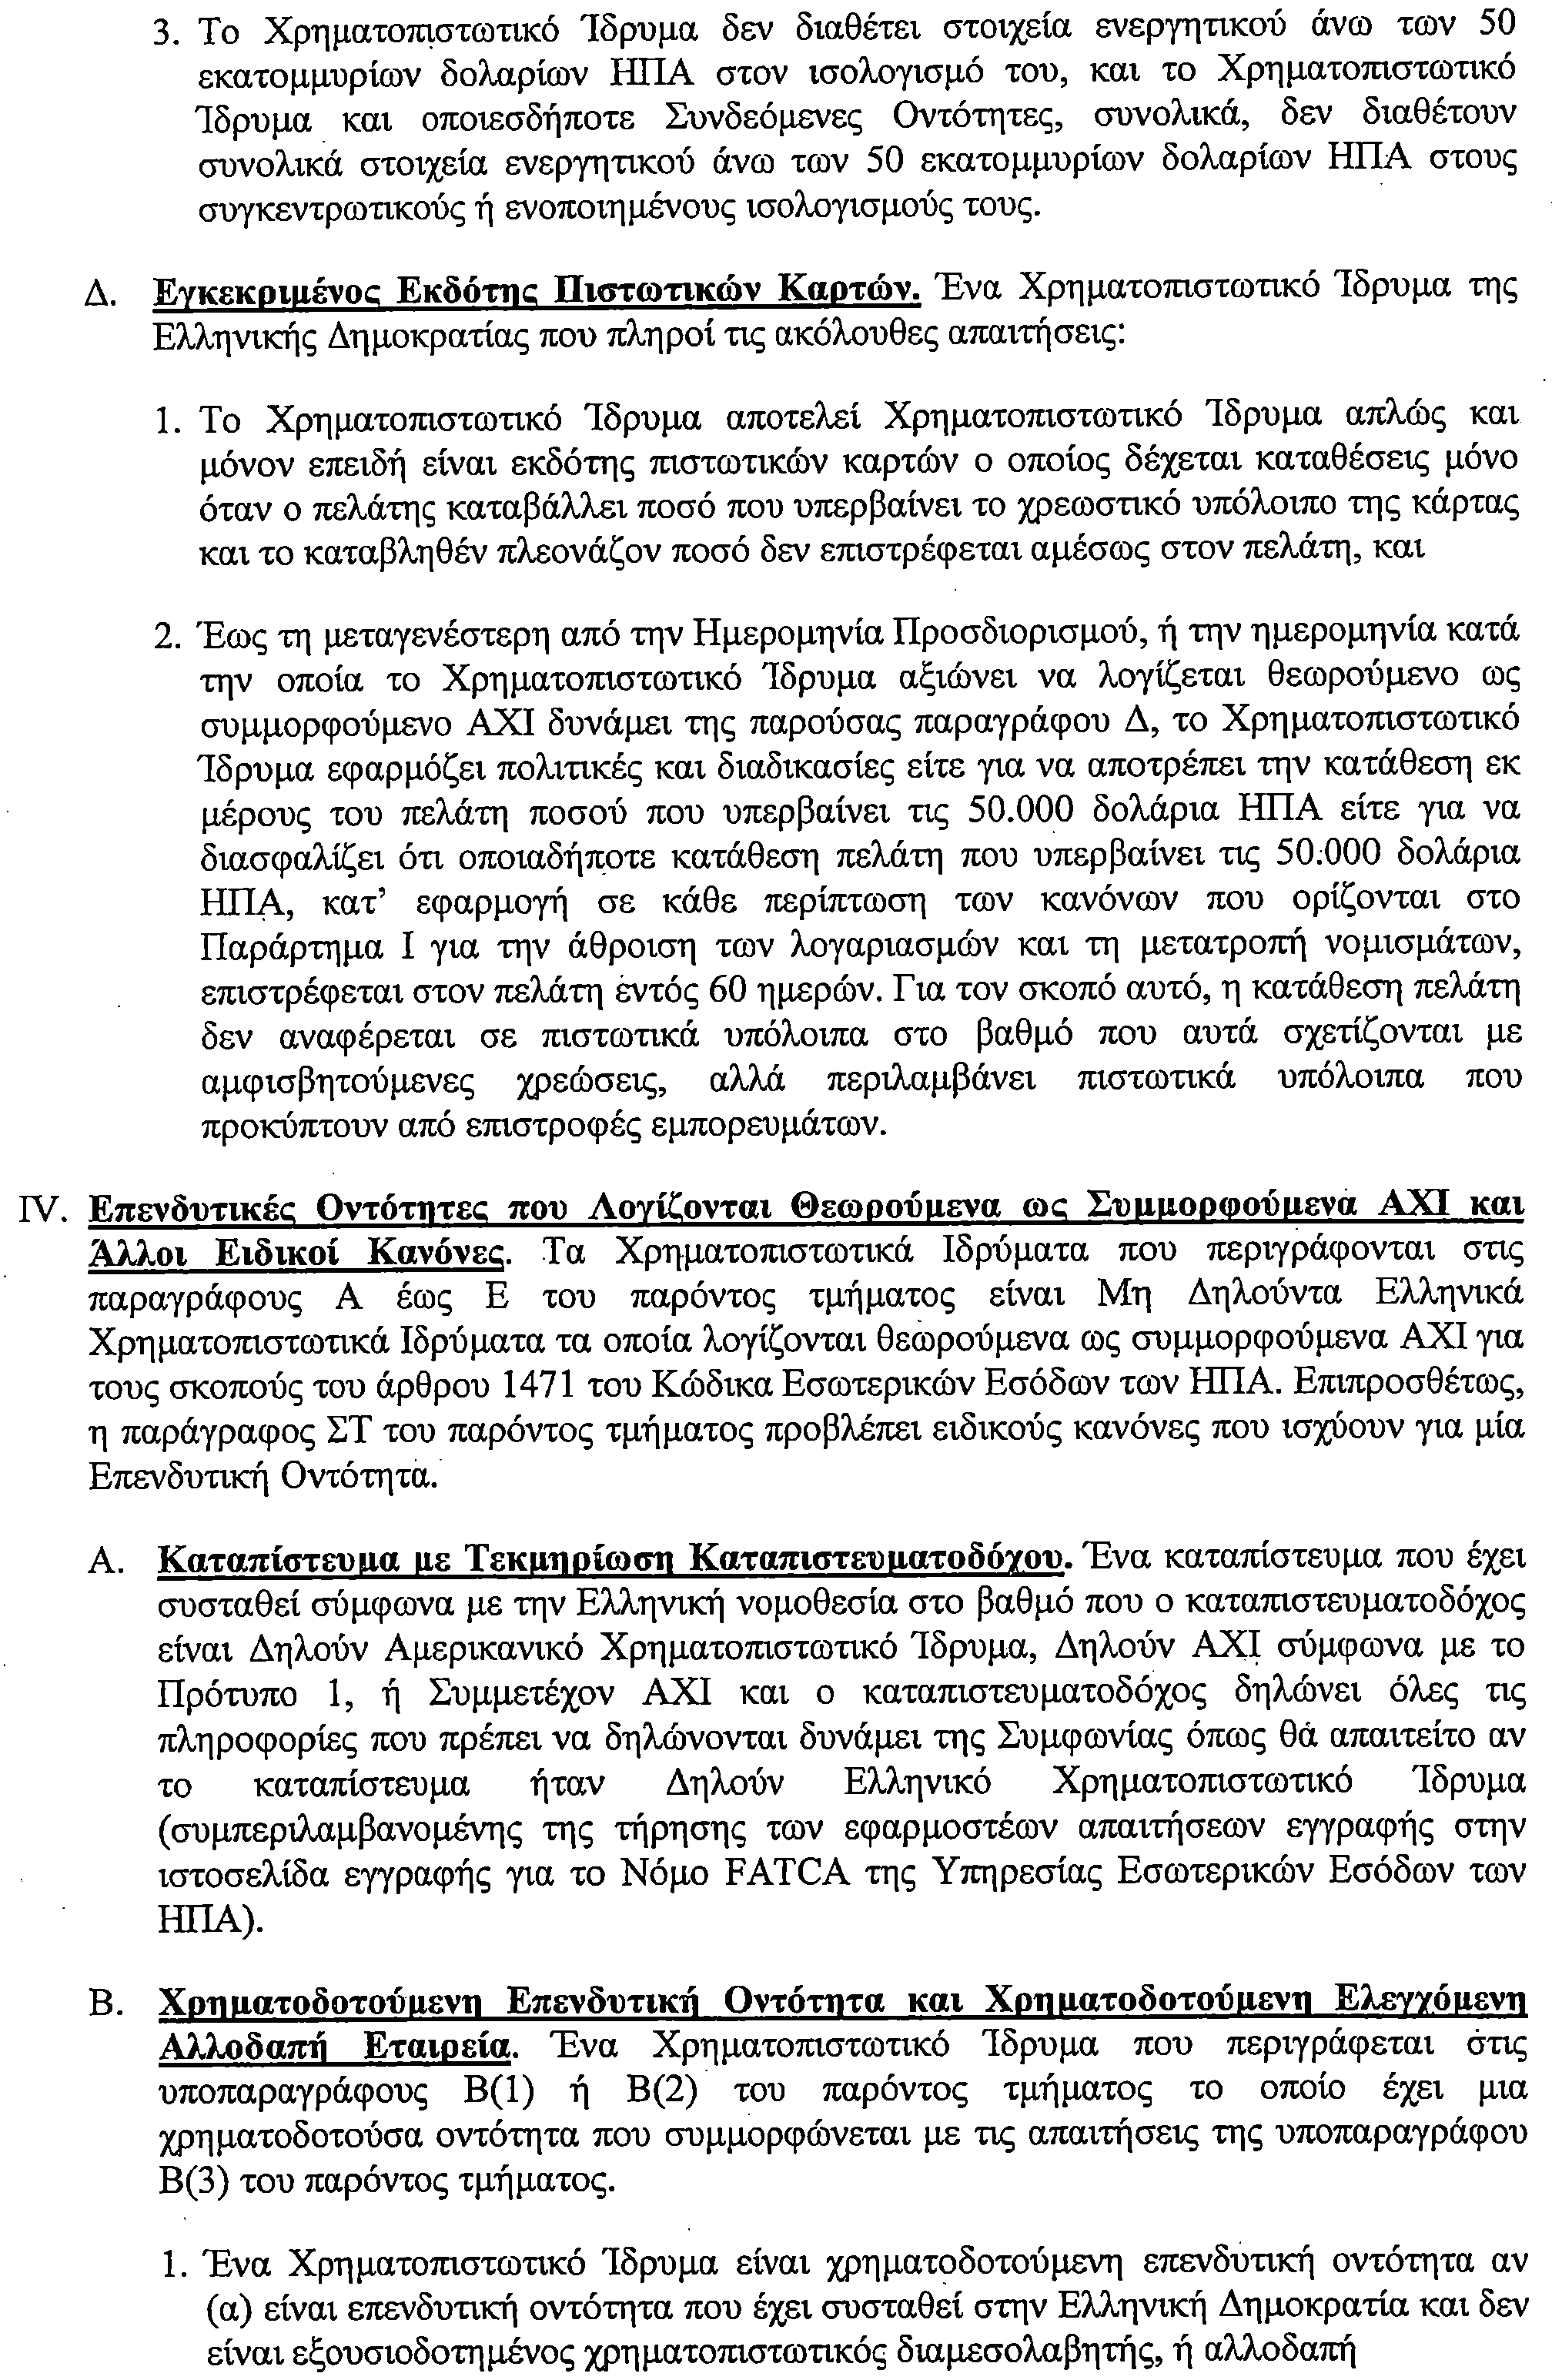 3. Το Χρηματοπιστωτικό Ίδρυμα δεν διαθέτει στοιχεία ενεργητικού άνω των 50
εκατομμυρίων δολαρίων ΗΠΑ στον ισολογισμό του, και το Χρηματοπιστωτικό
Ίδρυμα και οποιεσδήποτε Συνδεόμενες Οντότητες, συνολικά, δεν διαθέτουν
συνολικά στοιχεία ενεργητικού άνω των 50 εκατομμυρίων δολαρίων ΗΠΑ στους
συγκεντρωτικούς ή ενοποιημένους ισολογισμούς τους.
Δ. Εγκεκριμένος Εκδότης Πιστωτικών Καρτών. Ένα Χρηματοπιστωτικό Ίδρυμα της
Ελληνικής Δημοκρατίας που πληροί τις ακόλουθες απαιτήσεις:
1. Το Χρηματοπιστωτικό Ίδρυμα αποτελεί Χρηματοπιστωτικό Ίδρυμα απλώς και
μόνον επειδή είναι εκδότης πιστωτικών καρτών ο οποίος δέχεται καταθέσεις μόνο
όταν ο πελάτης καταβάλλει ποσό που υπερβαίνει το χρεωστικό υπόλοιπο της κάρτας
και το καταβληθέν πλεονάζον ποσό δεν επιστρέφεται αμέσως στον πελάτη, και
2. Έως τη μεταγενέστερη από την Ημερομηνία Προσδιορισμού, ή την ημερομηνία κατά
την οποία το Χρηματοπιστωτικό Ίδρυμα αξιώνει να λογίζεται θεωρούμενο ως
συμμορφούμενο ΑΧΙ δυνάμει της παρούσας παραγράφου Δ, το Χρηματοπιστωτικό
Ίδρυμα εφαρμόζει πολιτικές και διαδικασίες είτε για να αποτρέπει την κατάθεση εκ
μέρους του πελάτη ποσού που υπερβαίνει τις 50.000 δολάρια ΗΠΑ είτε για να
διασφαλίζει ότι οποιαδήποτε κατάθεση πελάτη που υπερβαίνει τις 50.000 δολάρια
ΗΠΑ, κατ’ εφαρμογή σε κάθε περίπτωση των κανόνων που ορίζονται στο
Παράρτημα Ι για την άθροιση των λογαριασμών και τη μετατροπή νομισμάτων,
επιστρέφεται στον πελάτη εντός 60 ημερών. Για τον σκοπό αυτό, η κατάθεση πελάτη
δεν αναφέρεται σε πιστωτικά υπόλοιπα στο βαθμό που αυτά σχετίζονται με
αμφισβητούμενες χρεώσεις, αλλά περιλαμβάνει πιστωτικά υπόλοιπα που
προκύπτουν από επιστροφές εμπορευμάτων.
IV. Επενδυτικές Οντότητες που Λογίζονται Θεωρούμενα ως Συμμορφούμενα ΑΧΙ και
Άλλοι Ειδικοί Κανόνες. Τα Χρηματοπιστωτικά Ιδρύματα που περιγράφονται στις
παραγράφους Α έως Ε του παρόντος τμήματος είναι Μη Δηλούντα Ελληνικά
Χρηματοπιστωτικά Ιδρύματα τα οποία λογίζονται θεωρούμενα ως συμμορφούμενα ΑΧΙ για
τους σκοπούς του άρθρου 1471 του Κώδικα Εσωτερικών Εσόδων των ΗΠΑ. Επιπροσθέτως,
η παράγραφος ΣΤ του παρόντος τμήματος προβλέπει ειδικούς κανόνες που ισχύουν για μία
Επενδυτική Οντότητα.
Α. Καταπίστευμα με Τεκμηρίωση Καταπιστευματοδόχου. Ένα καταπίστευμα που έχει
συσταθεί σύμφωνα με την Ελληνική νομοθεσία στο βαθμό που ο καταπιστευματοδόχος
είναι Δηλούν Αμερικανικό Χρηματοπιστωτικό Ίδρυμα, Δηλούν ΑΧΙ σύμφωνα με το
Πρότυπο 1, ή Συμμετέχον ΑΧΙ και ο καταπιστευματοδόχος δηλώνει όλες τις
πληροφορίες που πρέπει να δηλώνονται δυνάμει της Συμφωνίας όπως θα απαιτείτο αν
το καταπίστευμα ήταν Δηλούν Ελληνικό Χρηματοπιστωτικό Ίδρυμα
(συμπεριλαμβανομένης της τήρησης των εφαρμοστέων απαιτήσεων εγγραφής στην
ιστοσελίδα εγγραφής για το Νόμο FATCA της Υπηρεσίας Εσωτερικών Εσόδων των
ΗΠΑ).
Β. Χρηματοδοτούμενη Επενδυτική Οντότητα και Χρηματοδοτούμενη Ελεγχόμενη
Αλλοδαπή Εταιρεία. Ένα Χρηματοπιστωτικό Ίδρυμα που περιγράφεται στις
υποπαραγράφους Β(1) ή Β(2) του παρόντος τμήματος το οποίο έχει μια
χρηματοδοτούσα οντότητα που συμμορφώνεται με τις απαιτήσεις της υποπαραγράφου
Β(3) του παρόντος τμήματος.
1. Ένα Χρηματοπιστωτικό Ίδρυμα είναι χρηματοδοτούμενη επενδυτική οντότητα αν
(α) είναι επενδυτική οντότητα που έχει συσταθεί στην Ελληνική Δημοκρατία και δεν
είναι εξουσιοδοτημένος χρηματοπιστωτικός διαμεσολαβητής, ή αλλοδαπή